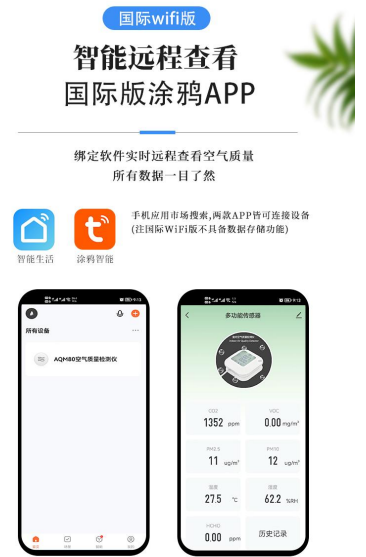 国际wifi版
智能远程查看
国际版涂鸦APP
绑定软件实时远程查看空气质量
所有数据一目了然
手机应用市场搜索,两款APP皆可连接设备
(注国际WiFi版不具备数据存储功能)
智能生活
涂鸦智能
所有设备
AQM80空气质量检测仪
多功能传感器
CO2
VOC
1352 ppm
0.00 mg/m³
PM2.5
PM10
11 ug/m³
12 ug/m³
温度
湿度
27.5 ℃
62.2 %RH
HCHO
0.00 ppm
历史记录